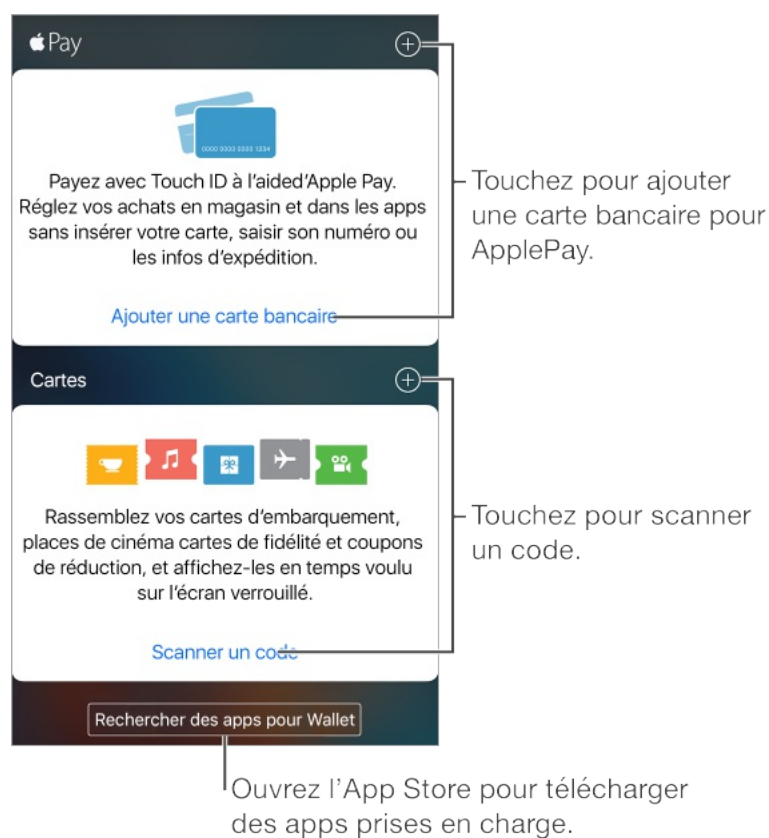 Pay
Payez avec Touch ID à l'aided'Apple Pay.
Réglez vos achats en magasin et dans les apps
sans insérer votre carte, saisir son numéro ou
les infos d'expédition.
0000 0000 0000 1234
Ajouter une carte bancaire
Touchez pour ajouter
une carte bancaire pour
ApplePay.
Cartes
Rassemblez vos cartes d'embarquement,
places de cinéma cartes de fidélité et coupons
de réduction, et affichez-les en temps voulu
sur l'écran verrouillé.
Scanner un code
Touchez pour scanner
un code.
Rechercher des apps pour Wallet
Ouvrez l'App Store pour télécharger
des apps prises en charge.